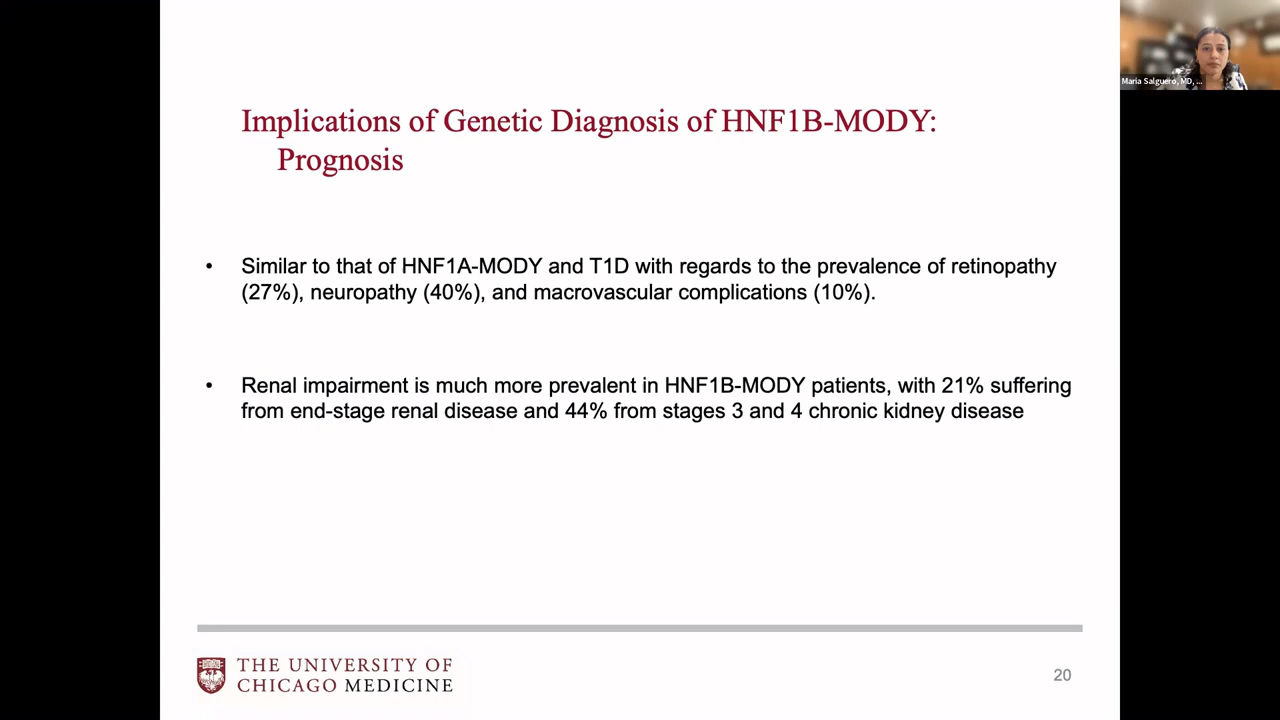 Implications of Genetic Diagnosis of HNF1B-MODY:
Prognosis
• Similar to that of HNF1A-MODY and T1D with regards to the prevalence of retinopathy
(27%), neuropathy (40%), and macrovascular complications (10%).
• Renal impairment is much more prevalent in HNF1B-MODY patients, with 21% suffering
from end-stage renal disease and 44% from stages 3 and 4 chronic kidney disease
THE UNIVERSITY OF
CHICAGO MEDICINE
20
Maria Salguero, MD, ...